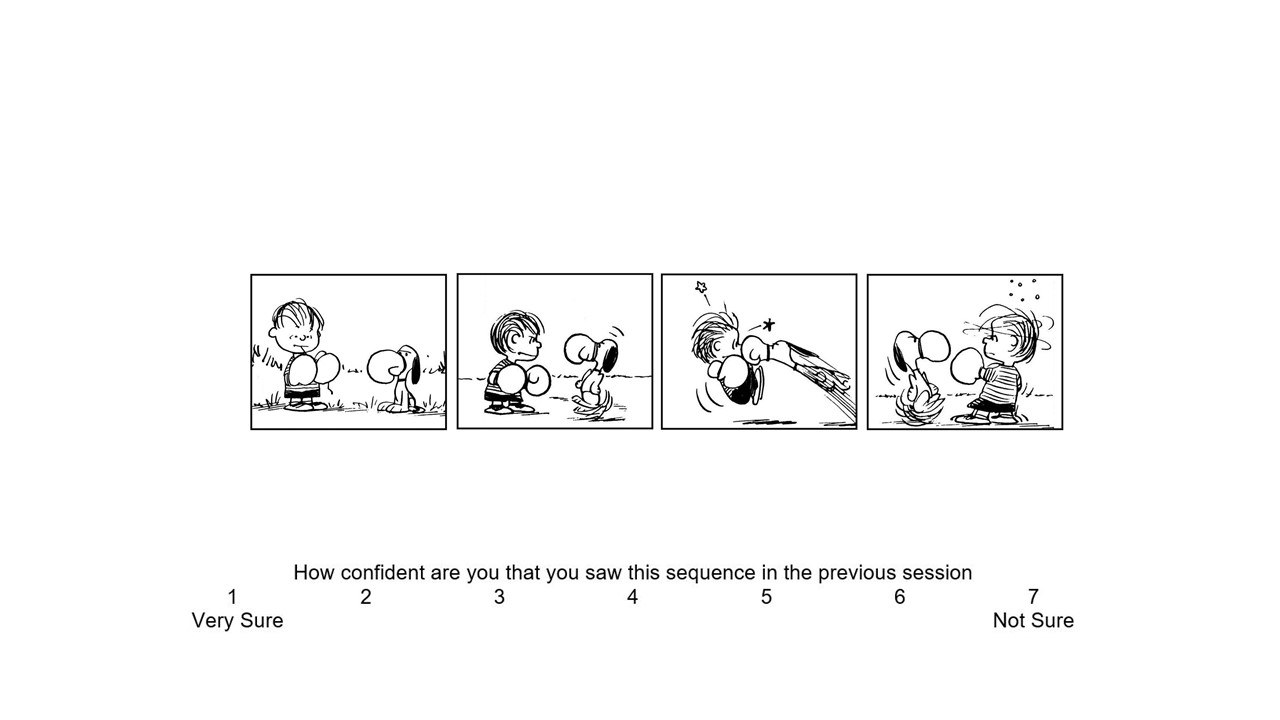 How confident are you that you saw this sequence in the previous session
1 2 3 4 5 6 7
Very Sure Not Sure